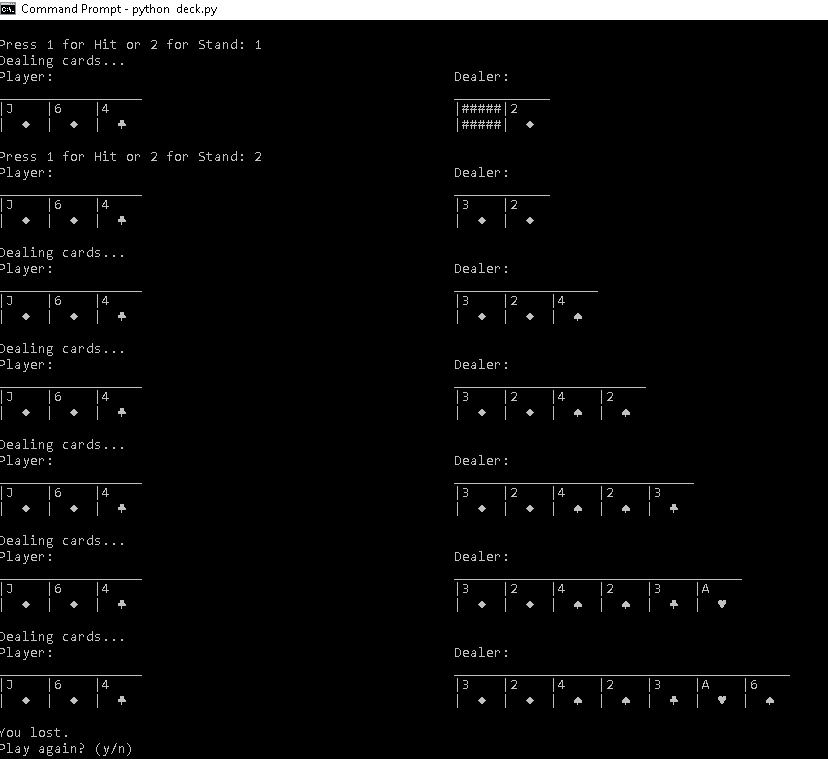 Command Prompt - python deck.py
Press 1 for Hit or 2 for Stand: 1
Dealing cards...
Player: Dealer:
|J |6 |4 |#####|2
| ♦ | ♦ | ♣ |#####| ♦
Press 1 for Hit or 2 for Stand: 2
Player: Dealer:
|J |6 |4 |3 |2
| ♦ | ♦ | ♣ | ♦ | ♦
Dealing cards...
Player: Dealer:
|J |6 |4 |3 |2 |4
| ♦ | ♦ | ♣ | ♦ | ♦ | ♠
Dealing cards...
Player: Dealer:
|J |6 |4 |3 |2 |4 |2
| ♦ | ♦ | ♣ | ♦ | ♦ | ♠ | ♠
Dealing cards...
Player: Dealer:
|J |6 |4 |3 |2 |4 |2 |3
| ♦ | ♦ | ♣ | ♦ | ♦ | ♠ | ♠ | ♣
Dealing cards...
Player: Dealer:
|J |6 |4 |3 |2 |4 |2 |3 |A
| ♦ | ♦ | ♣ | ♦ | ♦ | ♠ | ♠ | ♣ | ♥
Dealing cards...
Player: Dealer:
|J |6 |4 |3 |2 |4 |2 |3 |A |6
| ♦ | ♦ | ♣ | ♦ | ♦ | ♠ | ♠ | ♣ | ♥ | ♠
You lost.
Play again? (y/n)